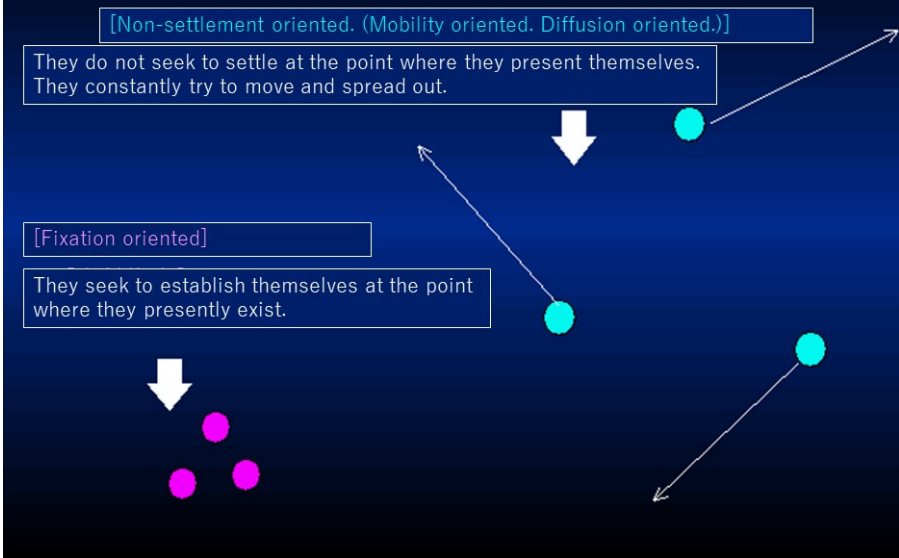 [Non-settlement oriented. (Mobility oriented. Diffusion oriented.)]
They do not seek to settle at the point where they present themselves.
They constantly try to move and spread out.
[Fixation oriented]
They seek to establish themselves at the point
where they presently exist.